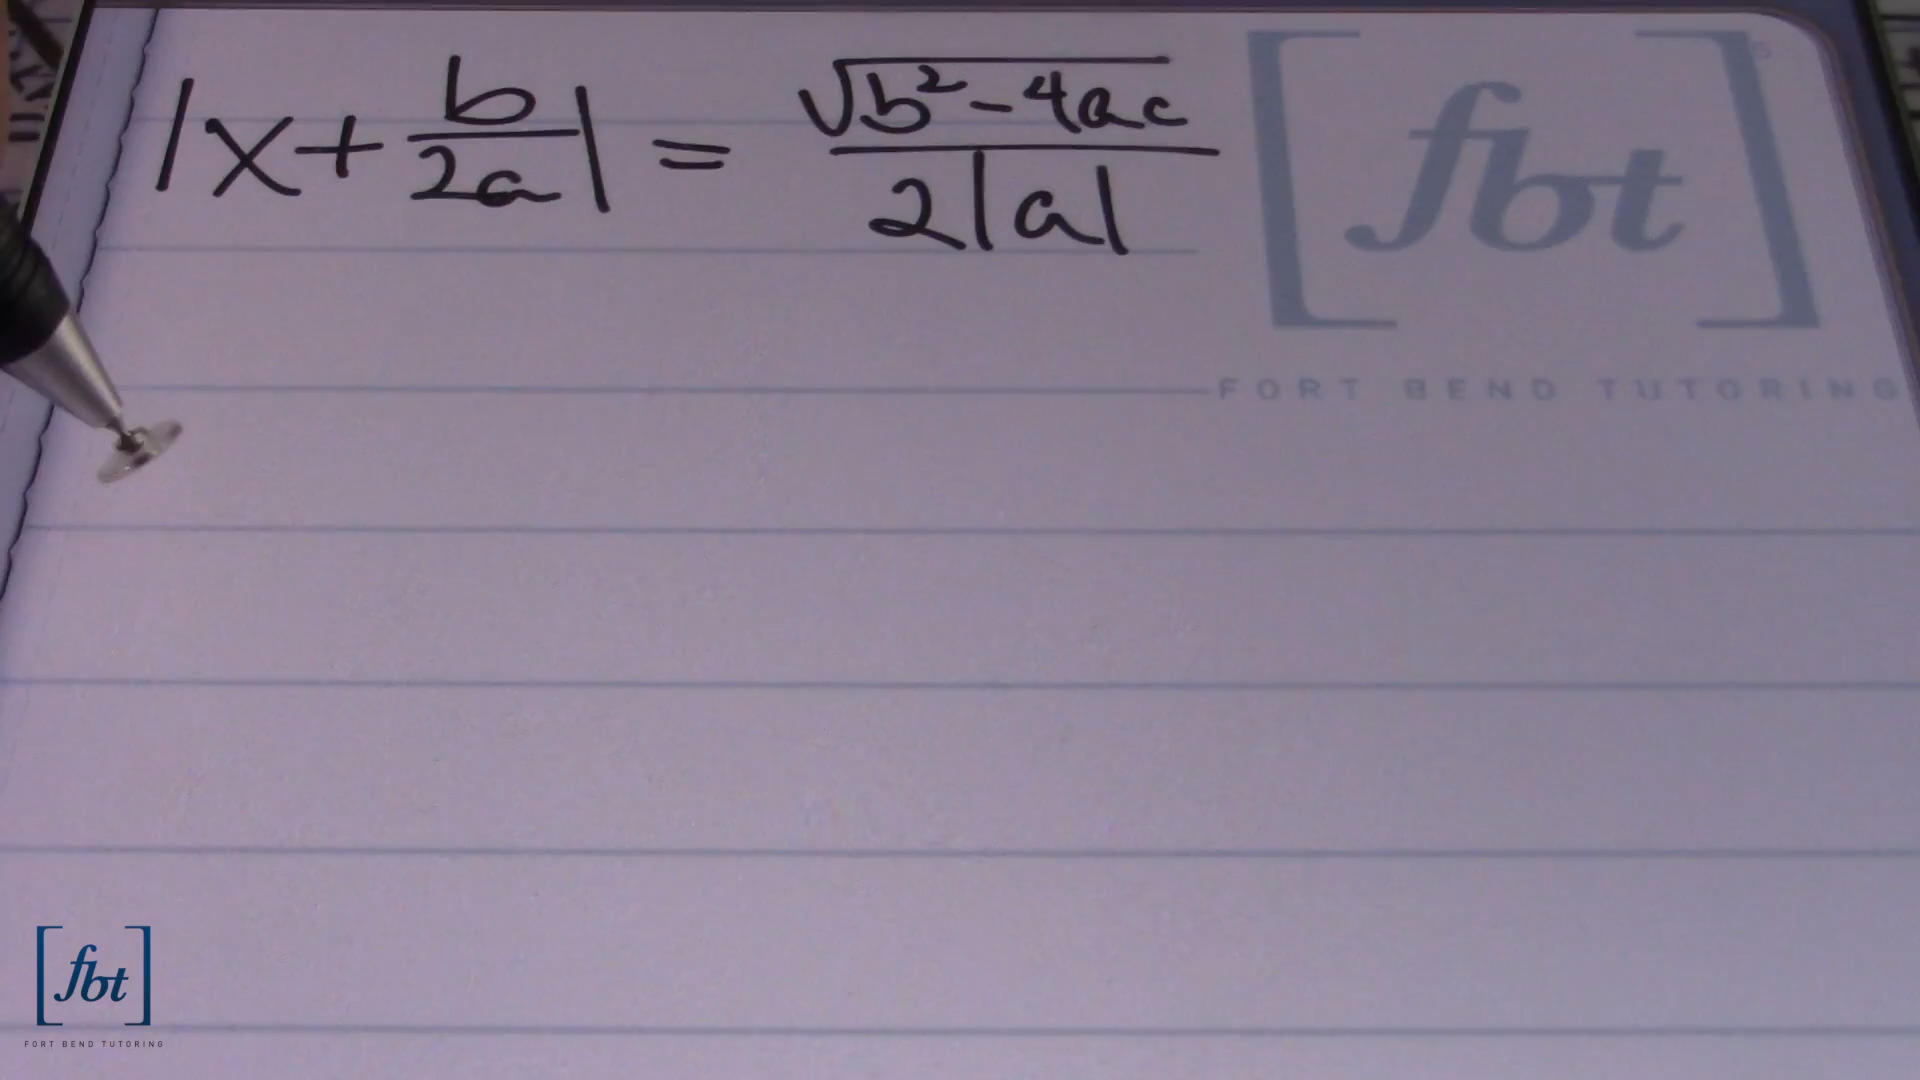 |x + b/2a| = √(b² - 4ac) / 2|a|
fbt
FORT BEND TUTORING
fbt
FORT BEND TUTORING